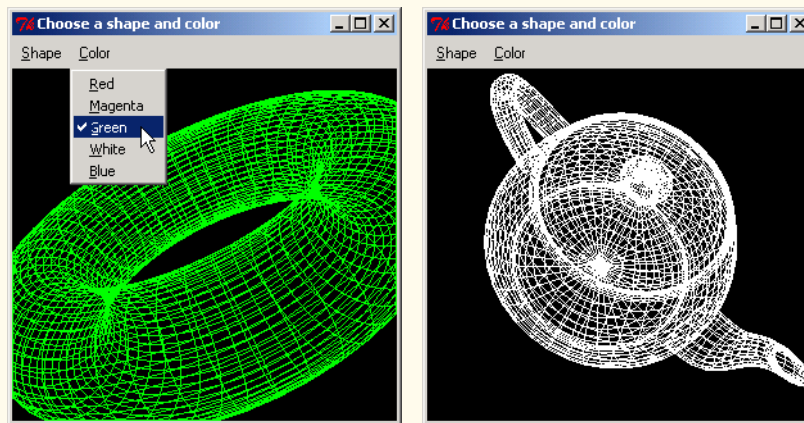 Choose a shape and color
Shape Color
Red
Magenta
Green
White
Blue
Choose a shape and color
Shape Color